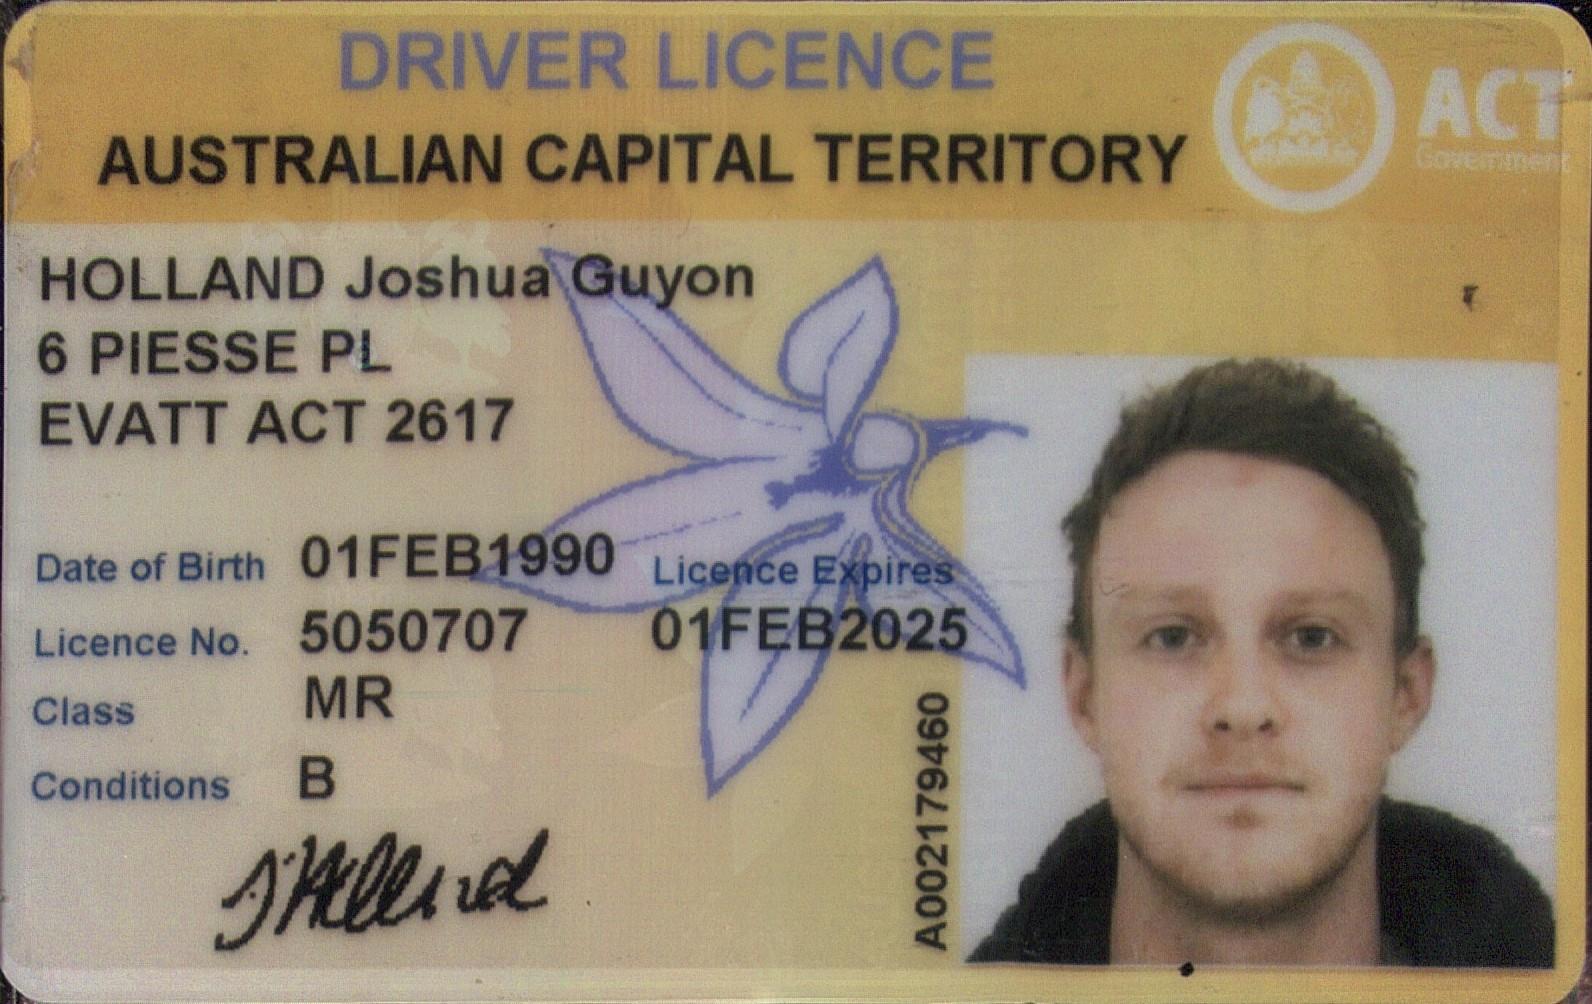 DRIVER LICENCE
AUSTRALIAN CAPITAL TERRITORY
ACT
Government
HOLLAND Joshua Guyon
6 PIESSE PL
EVATT ACT 2617
Date of Birth 01FEB1990
Licence Expires
Licence No. 5050707
01FEB2025
Class MR
Conditions B
A002179460
J Holland